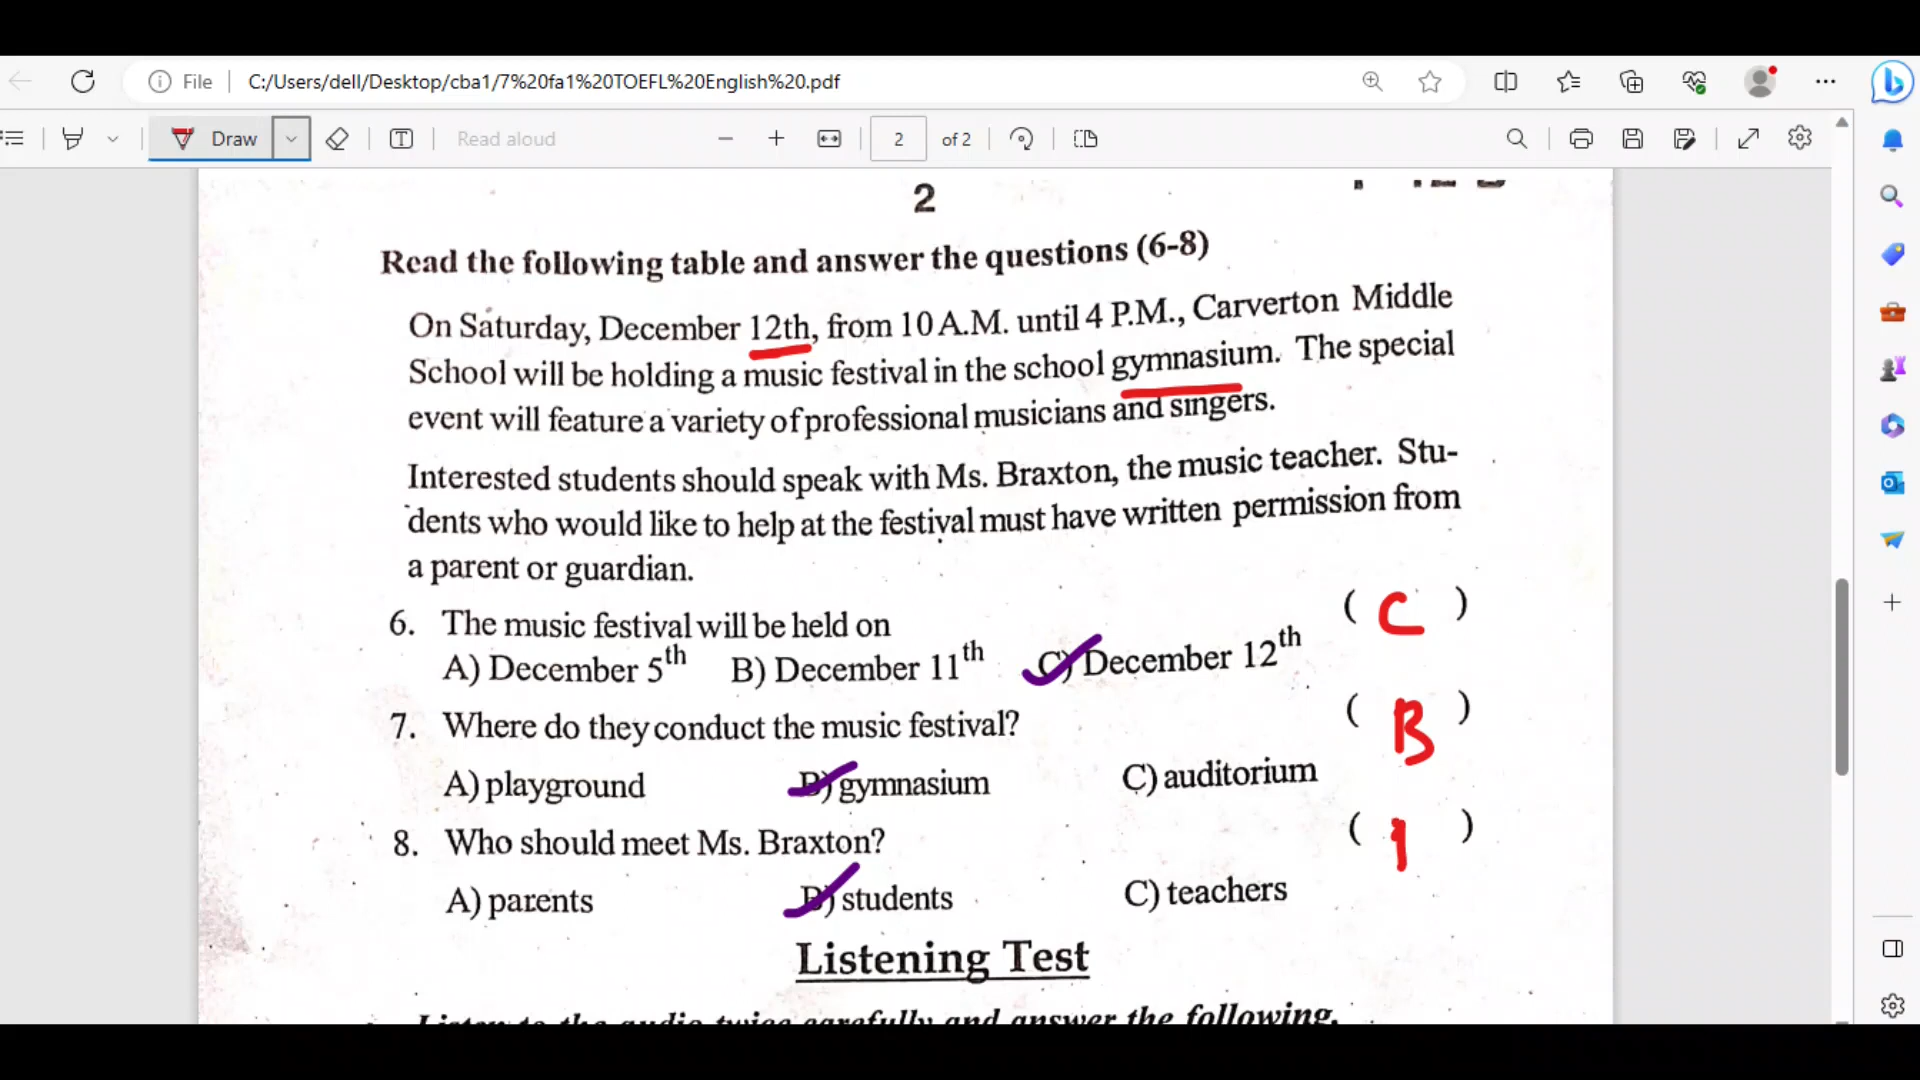 File C:/Users/dell/Desktop/cba1/7%20fa1%20TOEFL%20English%20.pdf
Draw T Read aloud 2 of 2
2
Read the following table and answer the questions (6-8)
On Saturday, December 12th, from 10 A.M. until 4 P.M., Carverton Middle
School will be holding a music festival in the school gymnasium. The special
event will feature a variety of professional musicians and singers.
Interested students should speak with Ms. Braxton, the music teacher. Stu-
dents who would like to help at the festival must have written permission from
a parent or guardian.
6. The music festival will be held on ( C )
A) December 5th B) December 11th C) December 12th
7. Where do they conduct the music festival? ( B )
A) playground B) gymnasium C) auditorium
8. Who should meet Ms. Braxton? ( )
A) parents B) students C) teachers
Listening Test
Listen to the audio twice carefully and answer the following.